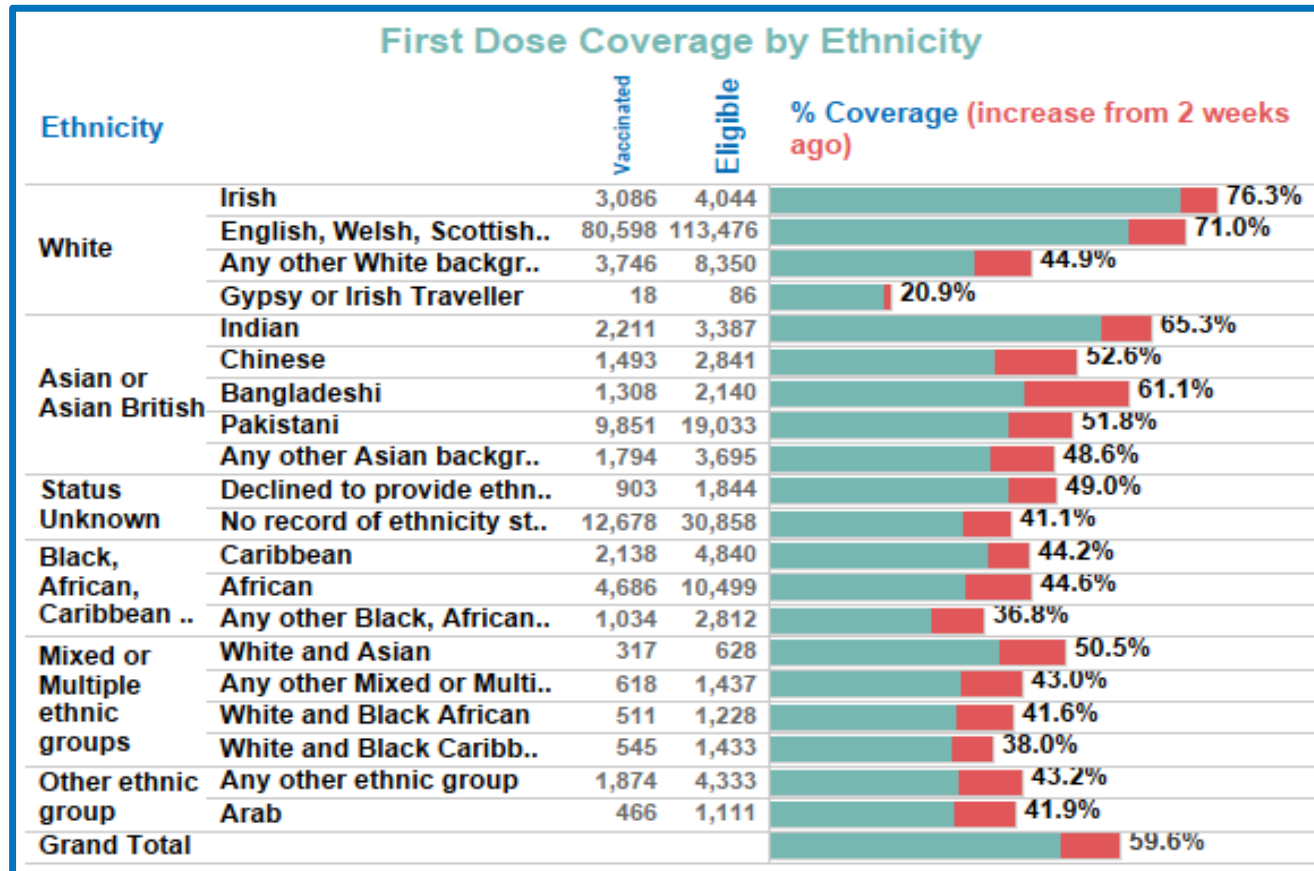 First Dose Coverage by Ethnicity
Ethnicity Vaccinated Eligible % Coverage (increase from 2 weeks
ago)
White
Irish 3,086 4,044 76.3%
English, Welsh, Scottish.. 80,598 113,476 71.0%
Any other White backgr.. 3,746 8,350 44.9%
Gypsy or Irish Traveller 18 86 20.9%
Asian or
Asian British
Indian 2,211 3,387 65.3%
Chinese 1,493 2,841 52.6%
Bangladeshi 1,308 2,140 61.1%
Pakistani 9,851 19,033 51.8%
Any other Asian backgr.. 1,794 3,695 48.6%
Status
Unknown
Declined to provide ethn.. 903 1,844 49.0%
No record of ethnicity st.. 12,678 30,858 41.1%
Black,
African,
Caribbean ..
Caribbean 2,138 4,840 44.2%
African 4,686 10,499 44.6%
Any other Black, African.. 1,034 2,812 36.8%
Mixed or
Multiple
ethnic
groups
White and Asian 317 628 50.5%
Any other Mixed or Multi.. 618 1,437 43.0%
White and Black African 511 1,228 41.6%
White and Black Caribb.. 545 1,433 38.0%
Other ethnic
group
Any other ethnic group 1,874 4,333 43.2%
Arab 466 1,111 41.9%
Grand Total 59.6%